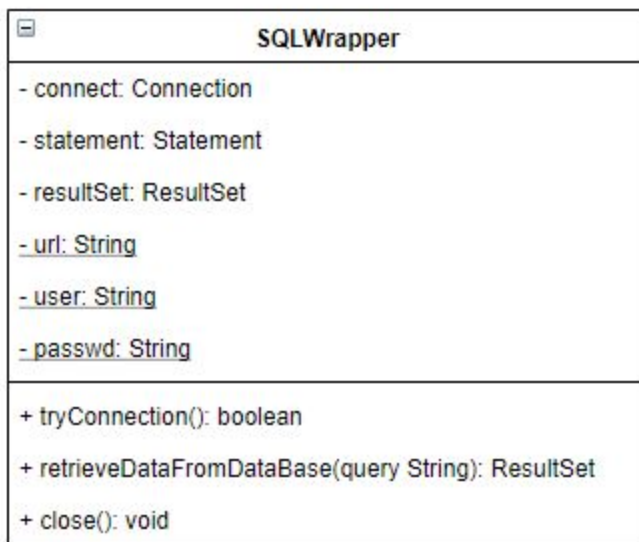 SQLWrapper
- connect: Connection
- statement: Statement
- resultSet: ResultSet
- url: String
- user: String
- passwd: String
+ tryConnection(): boolean
+ retrieveDataFromDataBase(query String): ResultSet
+ close(): void